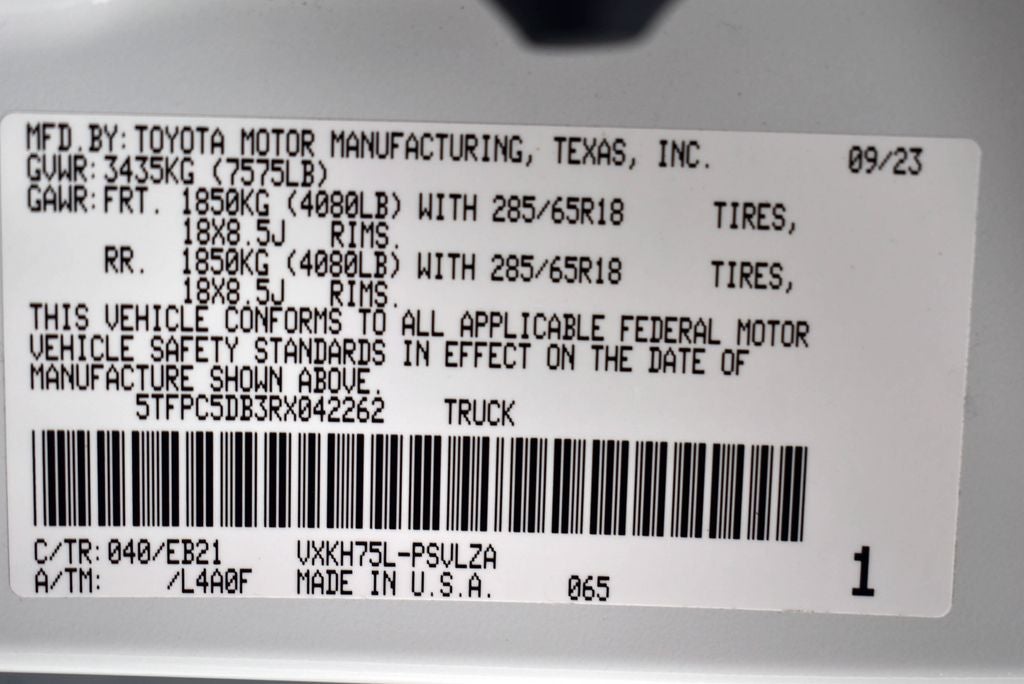 MFD.BY: TOYOTA MOTOR MANUFACTURING, TEXAS, INC. 09/23
GVWR: 3435KG (7575LB)
GAWR: FRT. 1850KG (4080LB) WITH 285/65R18 TIRES,
18X8.5J RIMS.
RR. 1850KG (4080LB) WITH 285/65R18 TIRES,
18X8.5J RIMS.
THIS VEHICLE CONFORMS TO ALL APPLICABLE FEDERAL MOTOR
VEHICLE SAFETY STANDARDS IN EFFECT ON THE DATE OF
MANUFACTURE SHOWN ABOVE.
5TFPC5DB3RX042262 TRUCK
C/TR: 040/EB21 VXKH75L-PSVLZA
A/TM: /L4A0F MADE IN U.S.A. 065 1